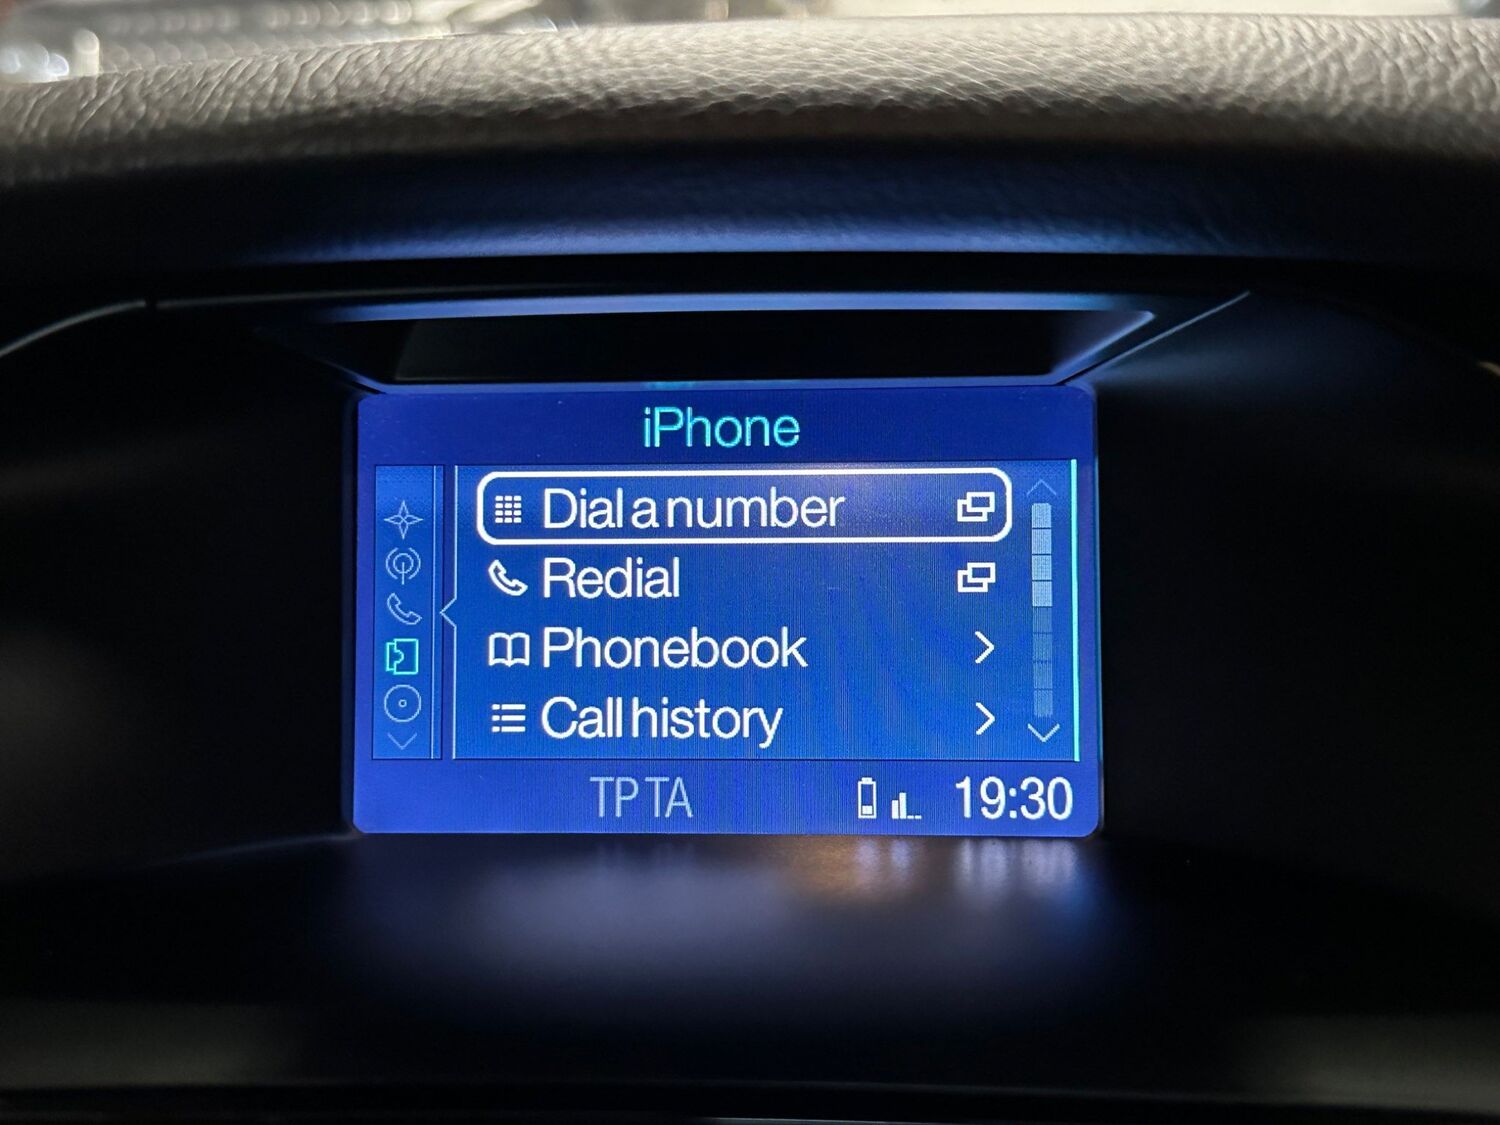 iPhone
Dial a number
Redial
Phonebook
Call history
TP TA 19:30